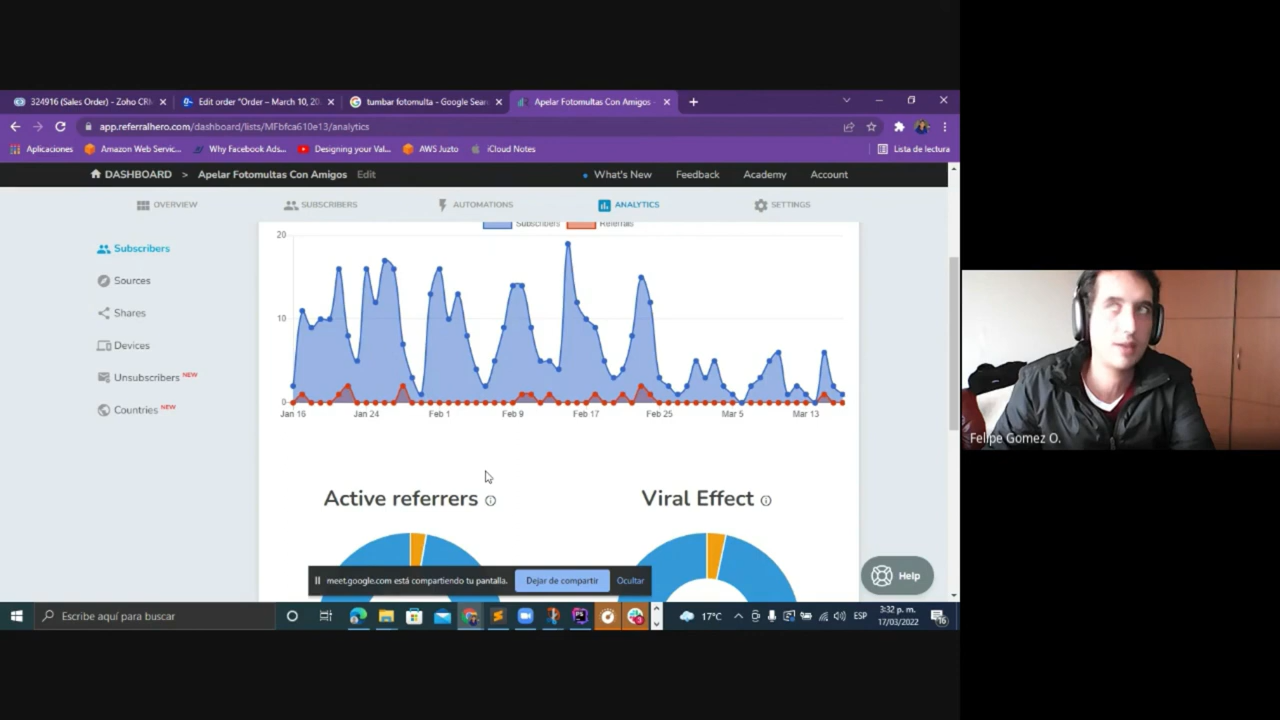 324916 (Sales Order) - Zoho CRM
Edit order "Order – March 10, 20
tumbar fotomulta - Google Sear
Apelar Fotomultas Con Amigos -
app.referralhero.com/dashboard/lists/MFbfca610e13/analytics
Aplicaciones
Amazon Web Servic...
Why Facebook Ads...
Designing your Val...
AWS Juzto
iCloud Notes
Lista de lectura
DASHBOARD > Apelar Fotomultas Con Amigos Edit
What's New
Feedback
Academy
Account
OVERVIEW
SUBSCRIBERS
AUTOMATIONS
ANALYTICS
SETTINGS
Subscribers
Sources
Shares
Devices
Unsubscribers NEW
Countries NEW
Subscribers
Referrals
20
10
0
Jan 16
Jan 24
Feb 1
Feb 9
Feb 17
Feb 25
Mar 5
Mar 13
Active referrers
Viral Effect
meet.google.com está compartiendo tu pantalla.
Dejar de compartir
Ocultar
Help
Escribe aquí para buscar
17°C
ESP
3:32 p. m.
17/03/2022
16
Felipe Gomez O.